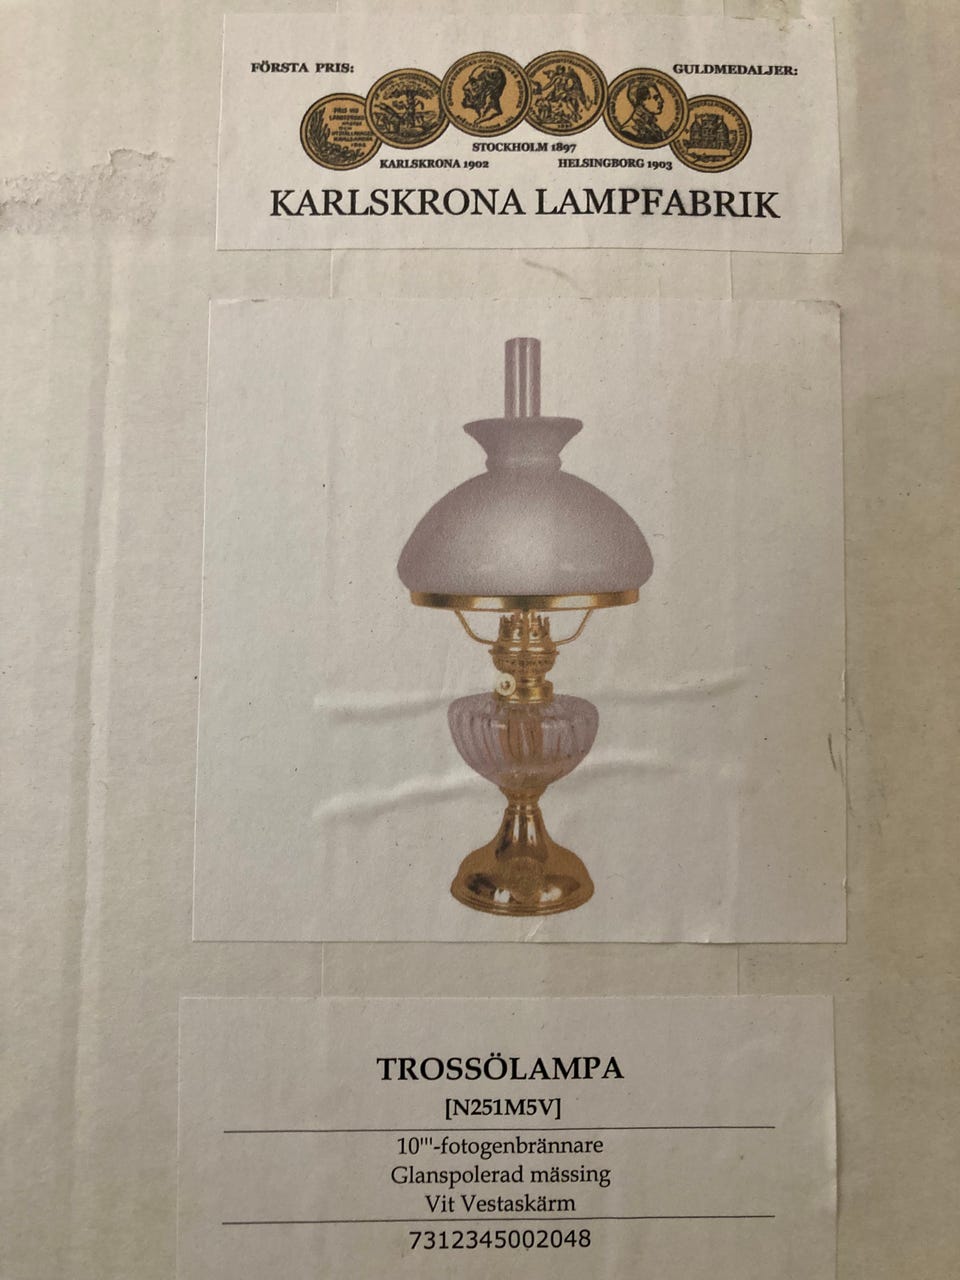 FÖRSTA PRIS:
GULDMEDALJER:
STOCKHOLM 1897
KARLSKRONA 1902
HELSINGBORG 1903
KARLSKRONA LAMPFABRIK
TROSSÖLAMPA
[N251M5V]
10'''-fotogenbrännare
Glanspolerad mässing
Vit Vestaskärm
7312345002048